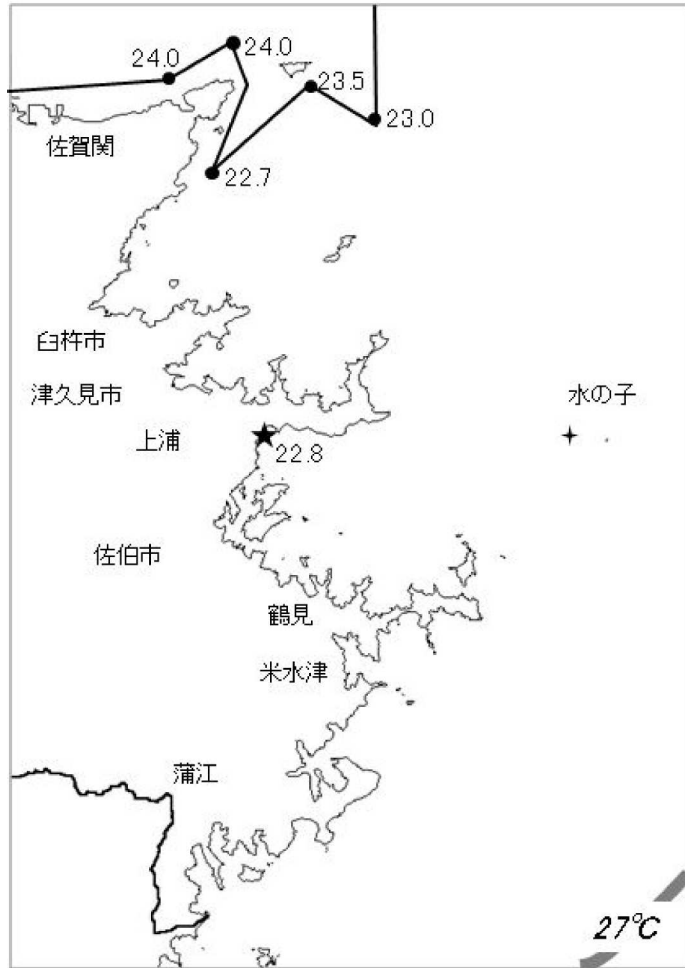 24.0
24.0
23.5
23.0
佐賀関
22.7
臼杵市
津久見市
水の子
上浦
22.8
佐伯市
鶴見
米水津
蒲江
27℃